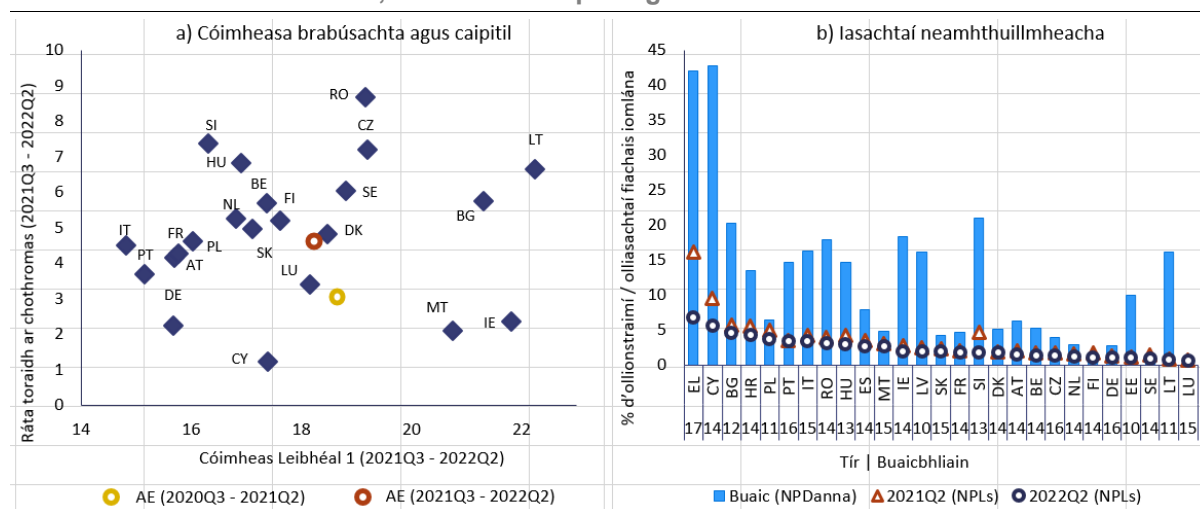 a) Cóimheasa brabúsachta agus caipitil
Ráta toraidh ar chothromas (2021Q3 - 2022Q2)
10
9
8
7
6
5
4
3
2
1
0
RO
CZ
SI
LT
HU
BE
SE
FI
BG
NL
DK
IT
FR
PL
SK
PT
AT
LU
DE
MT
IE
CY
14
16
18
20
22
Cóimheas Leibhéal 1 (2021Q3 - 2022Q2)
AE (2020Q3 - 2021Q2)
AE (2021Q3 - 2022Q2)
b) Iasachtaí neamhthuillmheacha
% d'ollionstraimí / olliasachtaí fiachais iomlána
45
40
35
30
25
20
15
10
5
0
EL CY BG HR PL PT IT RO HU ES MT IE LV SK FR SI DK AT BE CZ NL FI DE EE SE LT LU
17 14 12 14 11 16 15 14 13 14 15 14 10 15 14 13 14 14 14 14 14 14 14 10 14 11 15
Tír | Buaicbhliain
Buaic (NPDanna)
2021Q2 (NPLs)
2022Q2 (NPLs)